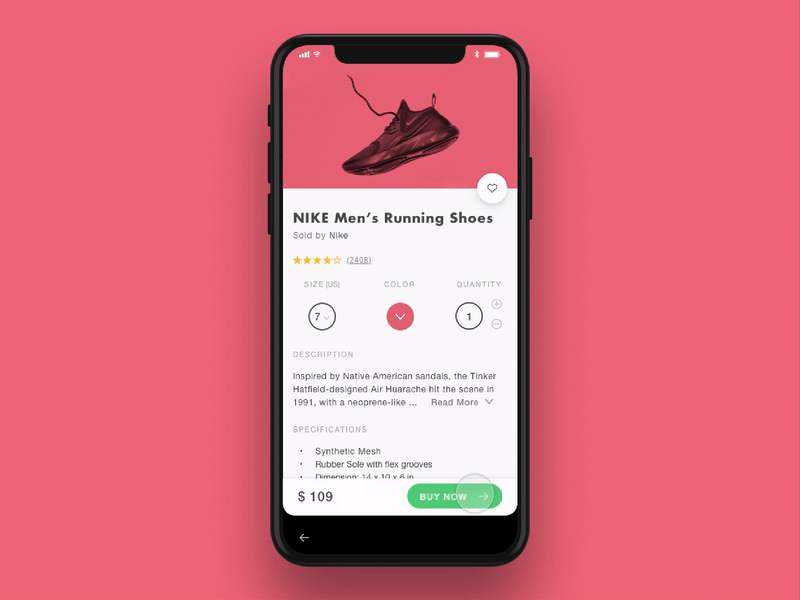 NIKE Men's Running Shoes
Sold by Nike
(2408)
SIZE (US) COLOR QUANTITY
7 1
DESCRIPTION
Inspired by Native American sandals, the Tinker
Hatfield-designed Air Huarache hit the scene in
1991, with a neoprene-like ... Read More
SPECIFICATIONS
• Synthetic Mesh
• Rubber Sole with flex grooves
• Dimension: 14 x 10 x 6 in
$ 109 BUY NOW